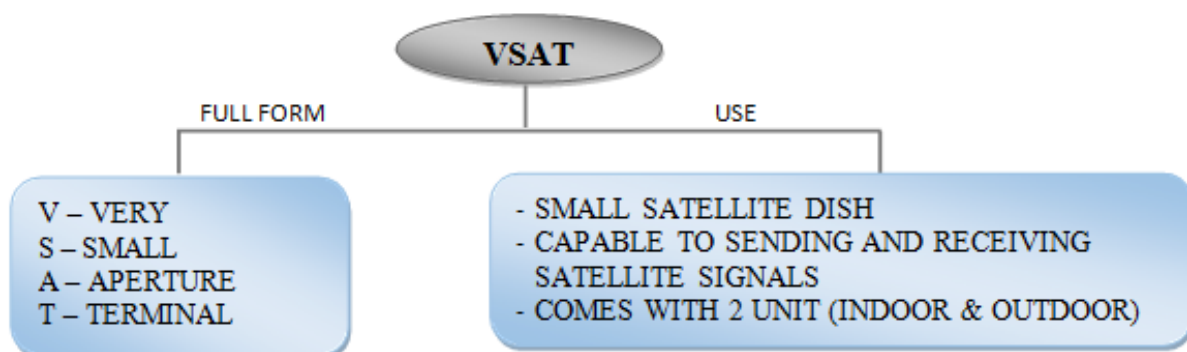 VSAT
FULL FORM
USE
V – VERY
S – SMALL
A – APERTURE
T – TERMINAL
- SMALL SATELLITE DISH
- CAPABLE TO SENDING AND RECEIVING
SATELLITE SIGNALS
- COMES WITH 2 UNIT (INDOOR & OUTDOOR)